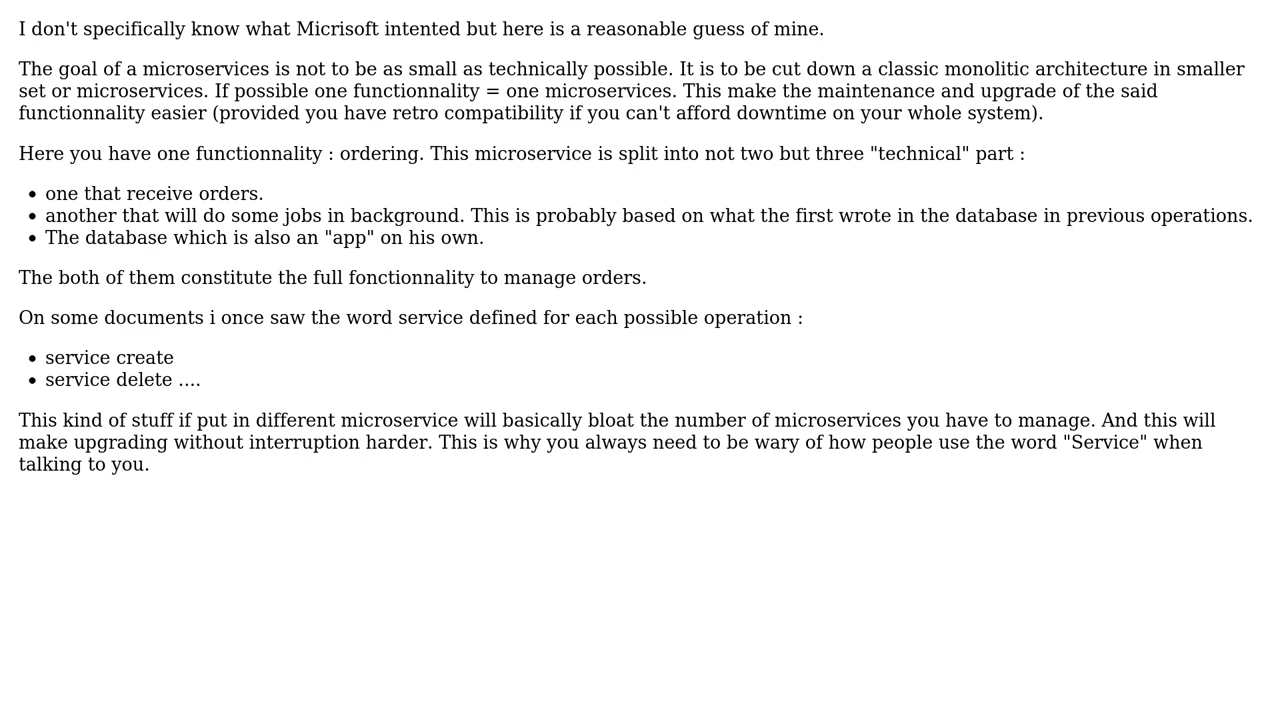 I don't specifically know what Micrisoft intented but here is a reasonable guess of mine.
The goal of a microservices is not to be as small as technically possible. It is to be cut down a classic monolitic architecture in smaller
set or microservices. If possible one functionnality = one microservices. This make the maintenance and upgrade of the said
functionnality easier (provided you have retro compatibility if you can't afford downtime on your whole system).
Here you have one functionnality : ordering. This microservice is split into not two but three "technical" part :
• one that receive orders.
• another that will do some jobs in background. This is probably based on what the first wrote in the database in previous operations.
• The database which is also an "app" on his own.
The both of them constitute the full fonctionnality to manage orders.
On some documents i once saw the word service defined for each possible operation :
• service create
• service delete ....
This kind of stuff if put in different microservice will basically bloat the number of microservices you have to manage. And this will
make upgrading without interruption harder. This is why you always need to be wary of how people use the word "Service" when
talking to you.